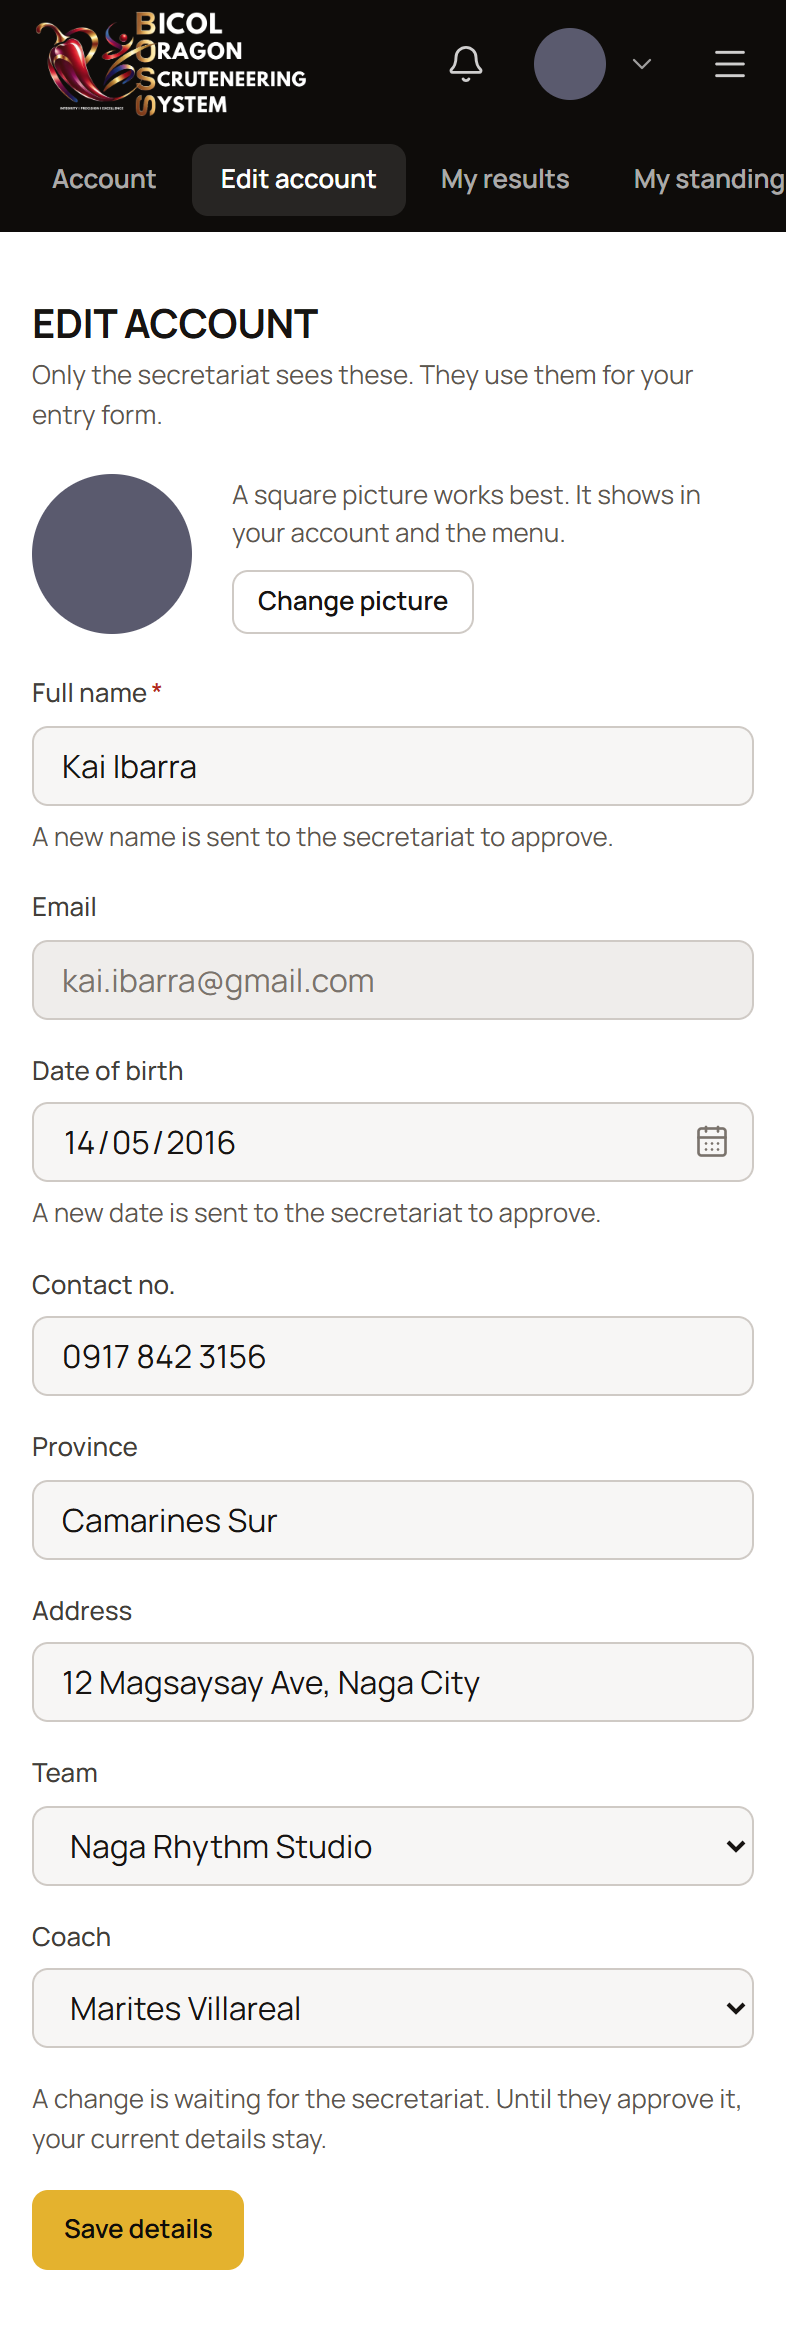 BICOL
DRAGON
SCRUTENEERING
SYSTEM
INTEGRITY | PRECISION | EXCELLENCE
Account
Edit account
My results
My standing
EDIT ACCOUNT
Only the secretariat sees these. They use them for your
entry form.
A square picture works best. It shows in
your account and the menu.
Change picture
Full name *
Kai Ibarra
A new name is sent to the secretariat to approve.
Email
kai.ibarra@gmail.com
Date of birth
14/05/2016
A new date is sent to the secretariat to approve.
Contact no.
0917 842 3156
Province
Camarines Sur
Address
12 Magsaysay Ave, Naga City
Team
Naga Rhythm Studio
Coach
Marites Villareal
A change is waiting for the secretariat. Until they approve it,
your current details stay.
Save details